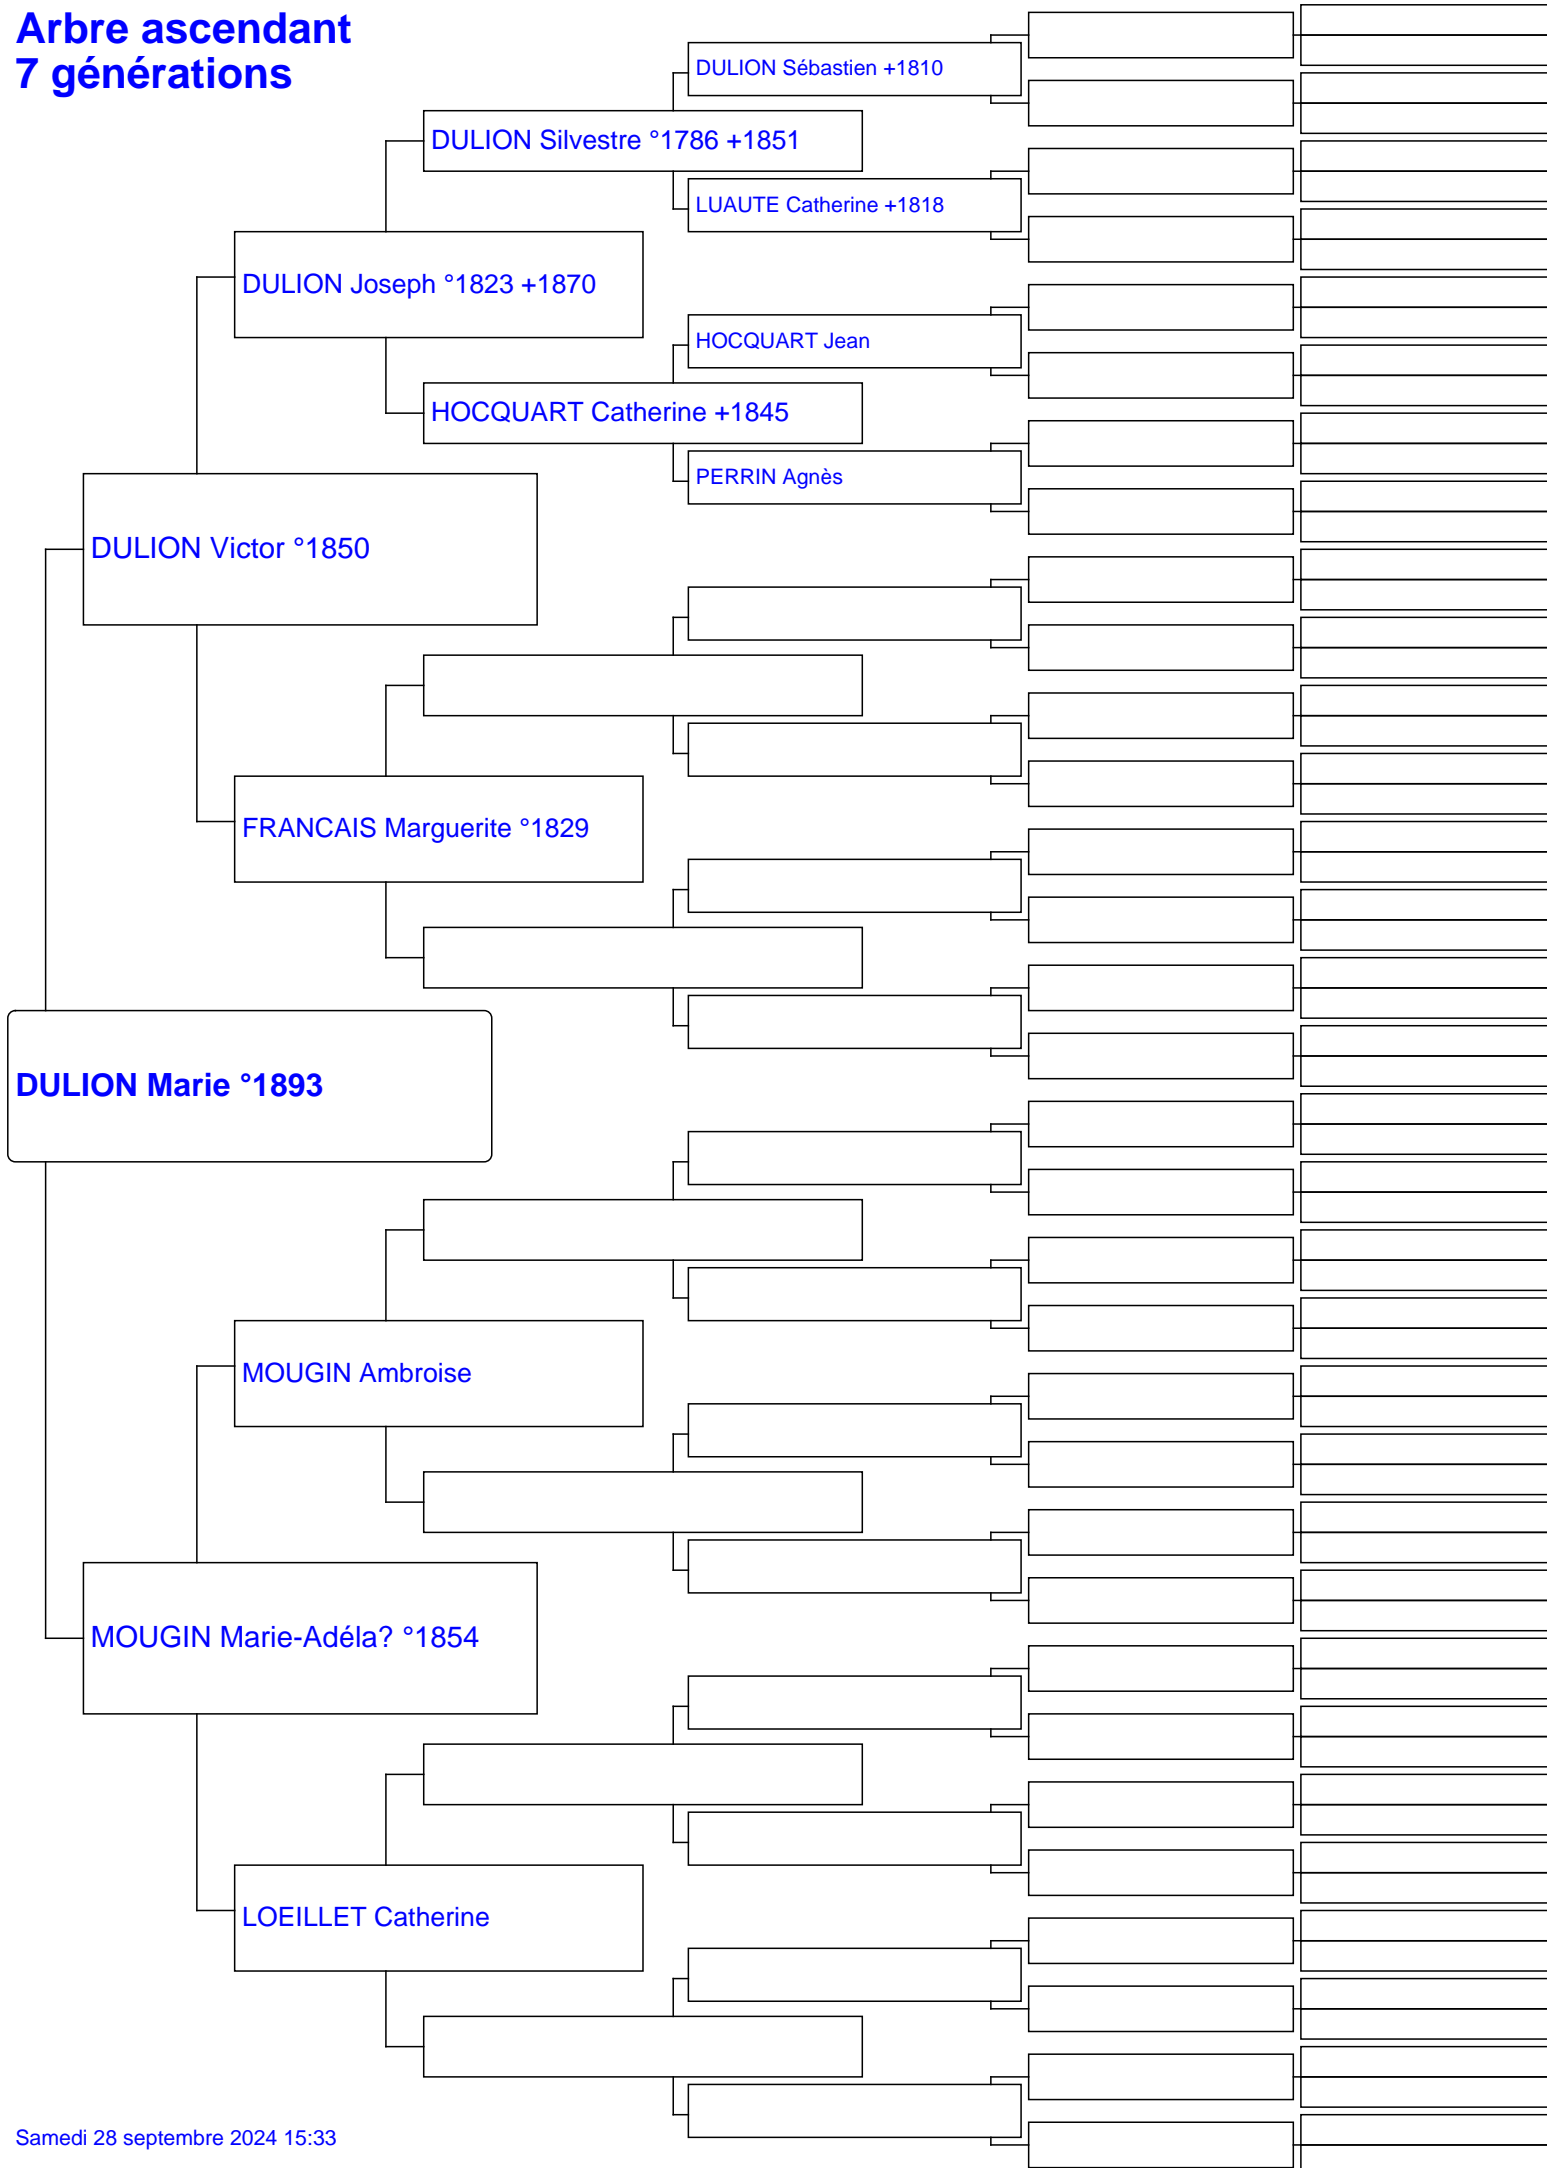 Arbre ascendant
7 générations
DULION Sébastien +1810
DULION Silvestre °1786 +1851
LUAUTE Catherine +1818
DULION Joseph °1823 +1870
HOCQUART Jean
HOCQUART Catherine +1845
PERRIN Agnès
DULION Victor °1850
FRANCAIS Marguerite °1829
DULION Marie °1893
MOUGIN Ambroise
MOUGIN Marie-Adéla? °1854
LOEILLET Catherine
Samedi 28 septembre 2024 15:33